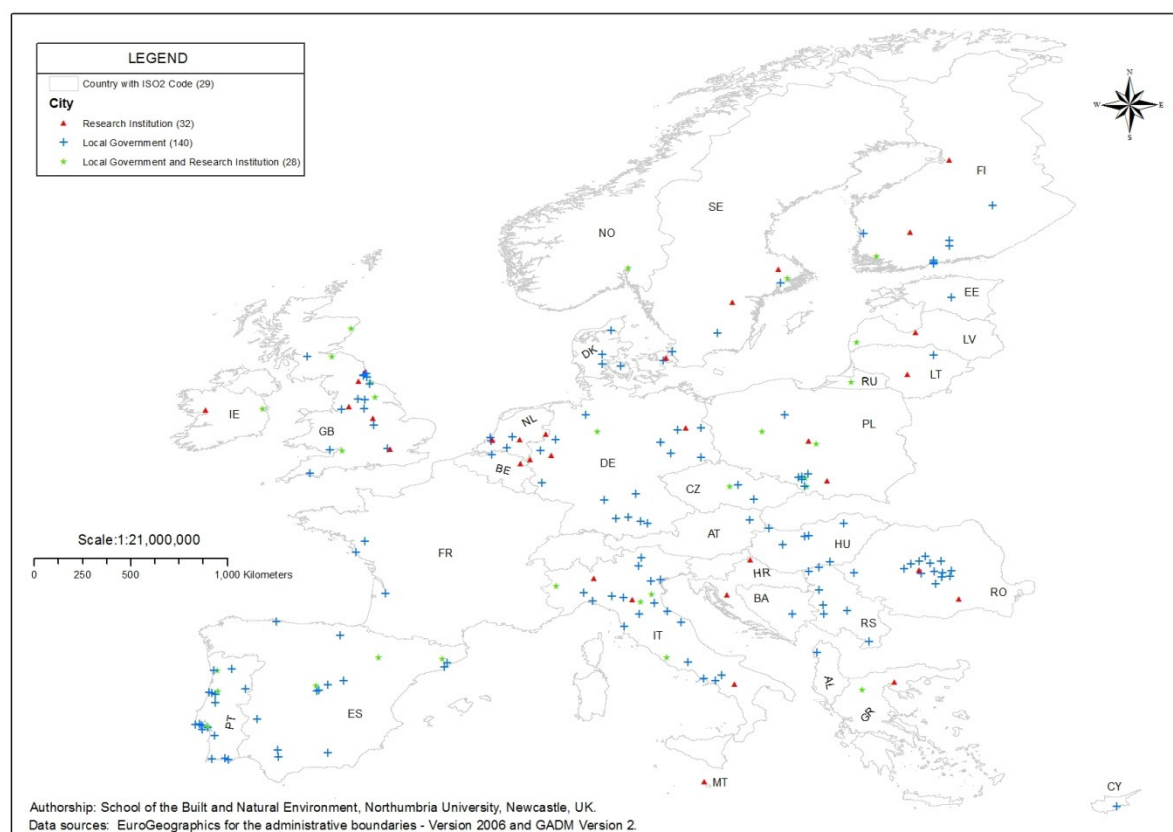 LEGEND
Country with ISO2 Code (29)
City
Research Institution (32)
Local Government (140)
Local Government and Research Institution (28)
N
W E
S
FI
SE
NO
EE
LV
DK
LT
RU
IE
GB
NL
PL
BE
DE
CZ
Scale:1:21,000,000
FR
AT
HU
0 250 500 1,000 Kilometers
HR
BA
RO
RS
IT
AL
PT
ES
GR
MT
CY
Authorship: School of the Built and Natural Environment, Northumbria University, Newcastle, UK.
Data sources: EuroGeographics for the administrative boundaries - Version 2006 and GADM Version 2.